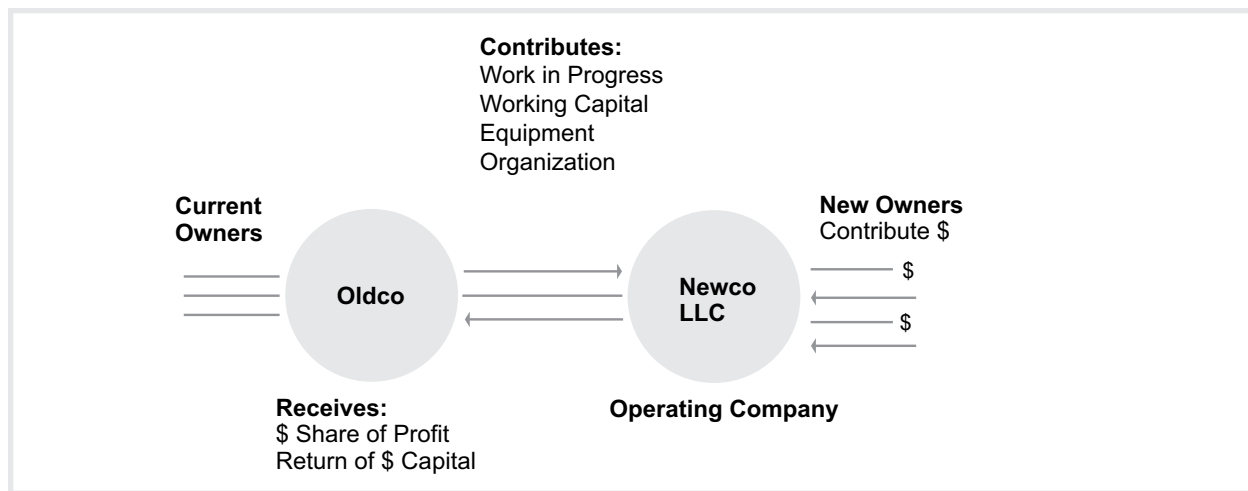 Contributes:
Work in Progress
Working Capital
Equipment
Organization
Current
Owners
Oldco
Newco
LLC
New Owners
Contribute $
$
$
Receives:
$ Share of Profit
Return of $ Capital
Operating Company